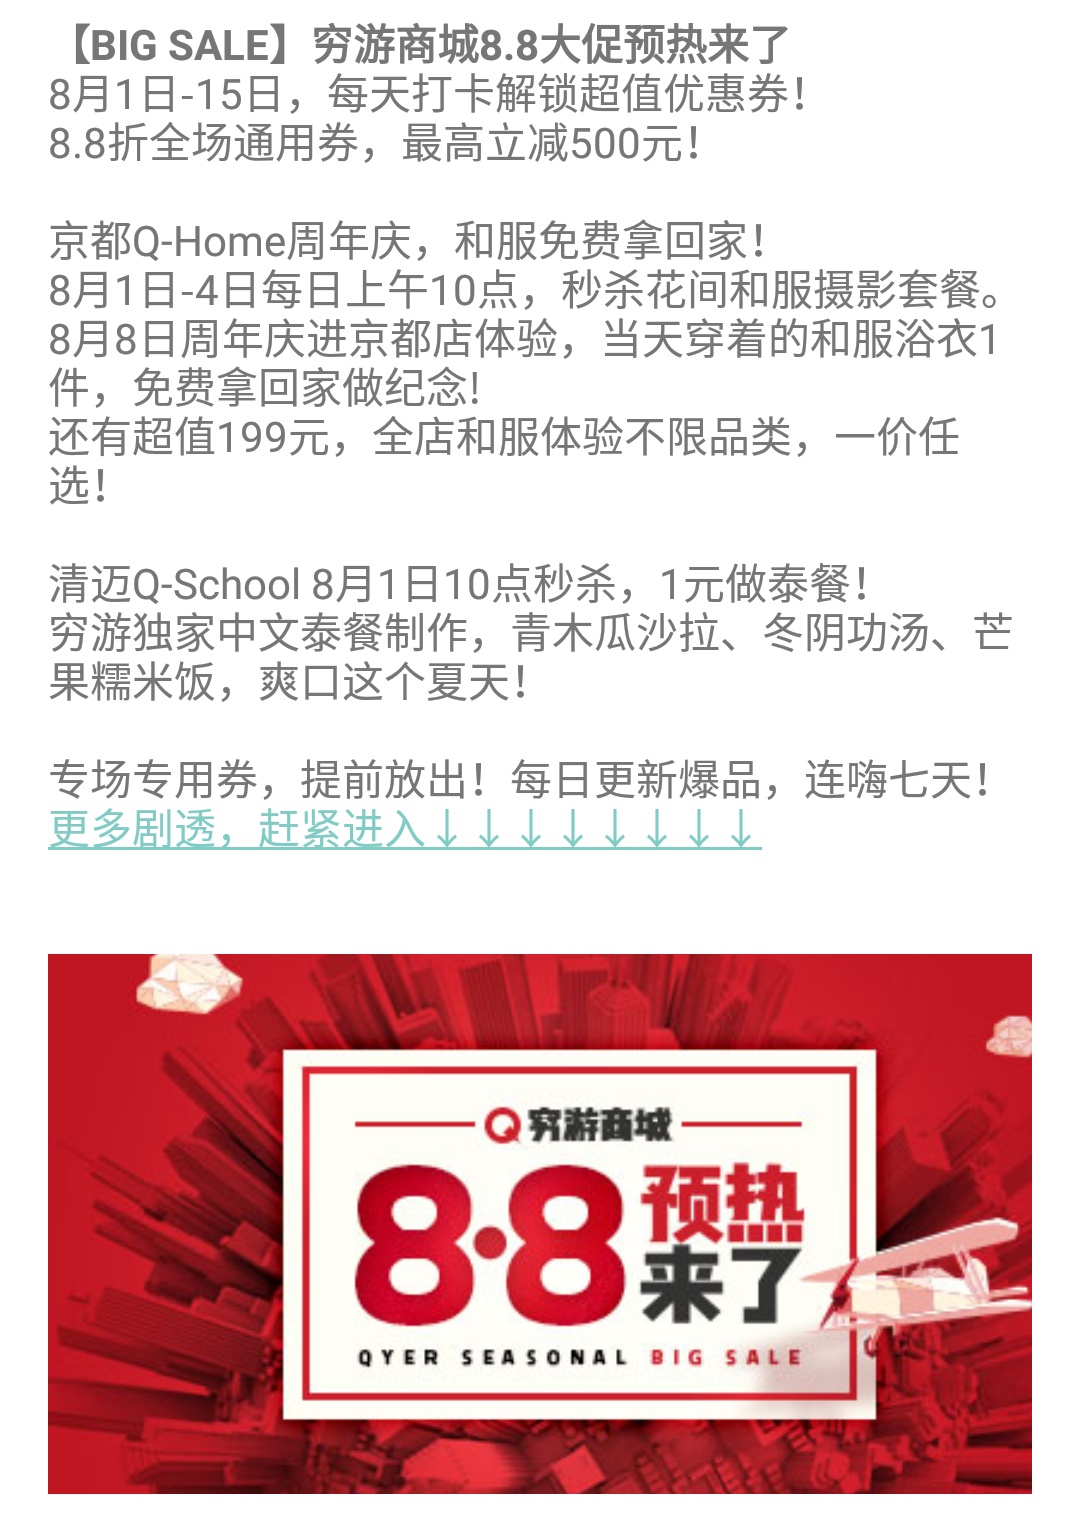 【BIG SALE】穷游商城8.8大促预热来了
8月1日-15日，每天打卡解锁超值优惠券！
8.8折全场通用券，最高立减500元！
京都Q-Home周年庆，和服免费拿回家！
8月1日-4日每日上午10点，秒杀花间和服摄影套餐。
8月8日周年庆进京都店体验，当天穿着的和服浴衣1
件，免费拿回家做纪念!
还有超值199元，全店和服体验不限品类，一价任
选！
清迈Q-School 8月1日10点秒杀，1元做泰餐！
穷游独家中文泰餐制作，青木瓜沙拉、冬阴功汤、芒
果糯米饭，爽口这个夏天！
专场专用券，提前放出！每日更新爆品，连嗨七天！
更多剧透，赶紧进入↓↓↓↓↓↓↓↓
穷游商城
8·8 预热
来了
QYER SEASONAL BIG SALE